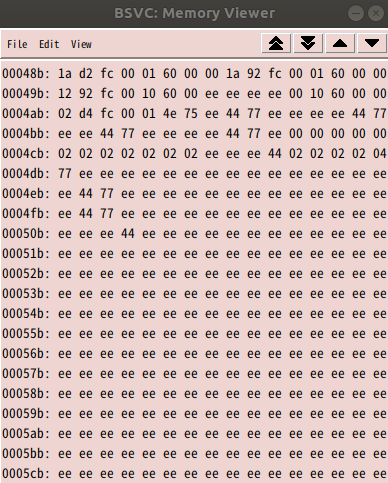 BSVC: Memory Viewer
File Edit View
00048b: 1a d2 fc 00 01 60 00 00 1a 92 fc 00 01 60 00 00
00049b: 12 92 fc 00 10 60 00 ee ee ee ee 00 10 60 00 00
0004ab: 02 d4 fc 00 01 4e 75 ee 44 77 ee ee ee ee 44 77
0004bb: ee ee 44 77 ee ee ee ee 44 77 ee 00 00 00 00 00
0004cb: 02 02 02 02 02 02 02 ee ee ee 44 02 02 02 02 04
0004db: 77 ee ee ee ee ee ee ee ee ee ee ee ee ee ee ee
0004eb: ee 44 77 ee ee ee ee ee ee ee ee ee ee ee ee ee
0004fb: ee 44 77 ee ee ee ee ee ee ee ee ee ee ee ee ee
00050b: ee ee ee 44 ee ee ee ee ee ee ee ee ee ee ee ee
00051b: ee ee ee ee ee ee ee ee ee ee ee ee ee ee ee ee
00052b: ee ee ee ee ee ee ee ee ee ee ee ee ee ee ee ee
00053b: ee ee ee ee ee ee ee ee ee ee ee ee ee ee ee ee
00054b: ee ee ee ee ee ee ee ee ee ee ee ee ee ee ee ee
00055b: ee ee ee ee ee ee ee ee ee ee ee ee ee ee ee ee
00056b: ee ee ee ee ee ee ee ee ee ee ee ee ee ee ee ee
00057b: ee ee ee ee ee ee ee ee ee ee ee ee ee ee ee ee
00058b: ee ee ee ee ee ee ee ee ee ee ee ee ee ee ee ee
00059b: ee ee ee ee ee ee ee ee ee ee ee ee ee ee ee ee
0005ab: ee ee ee ee ee ee ee ee ee ee ee ee ee ee ee ee
0005bb: ee ee ee ee ee ee ee ee ee ee ee ee ee ee ee ee
0005cb: ee ee ee ee ee ee ee ee ee ee ee ee ee ee ee ee